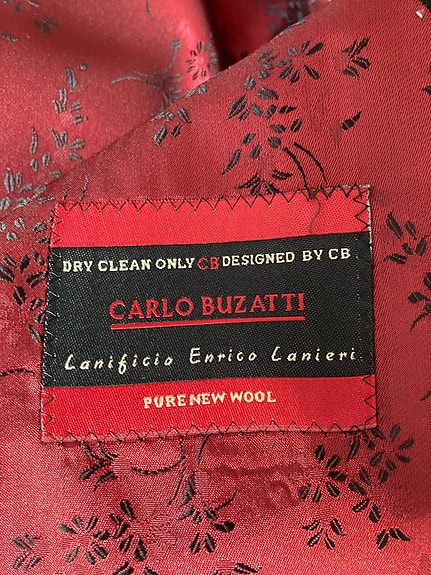 DRY CLEAN ONLY CB DESIGNED BY CB
CARLO BUZATTI
Lanificio Enrico Lanieri
PURE NEW WOOL